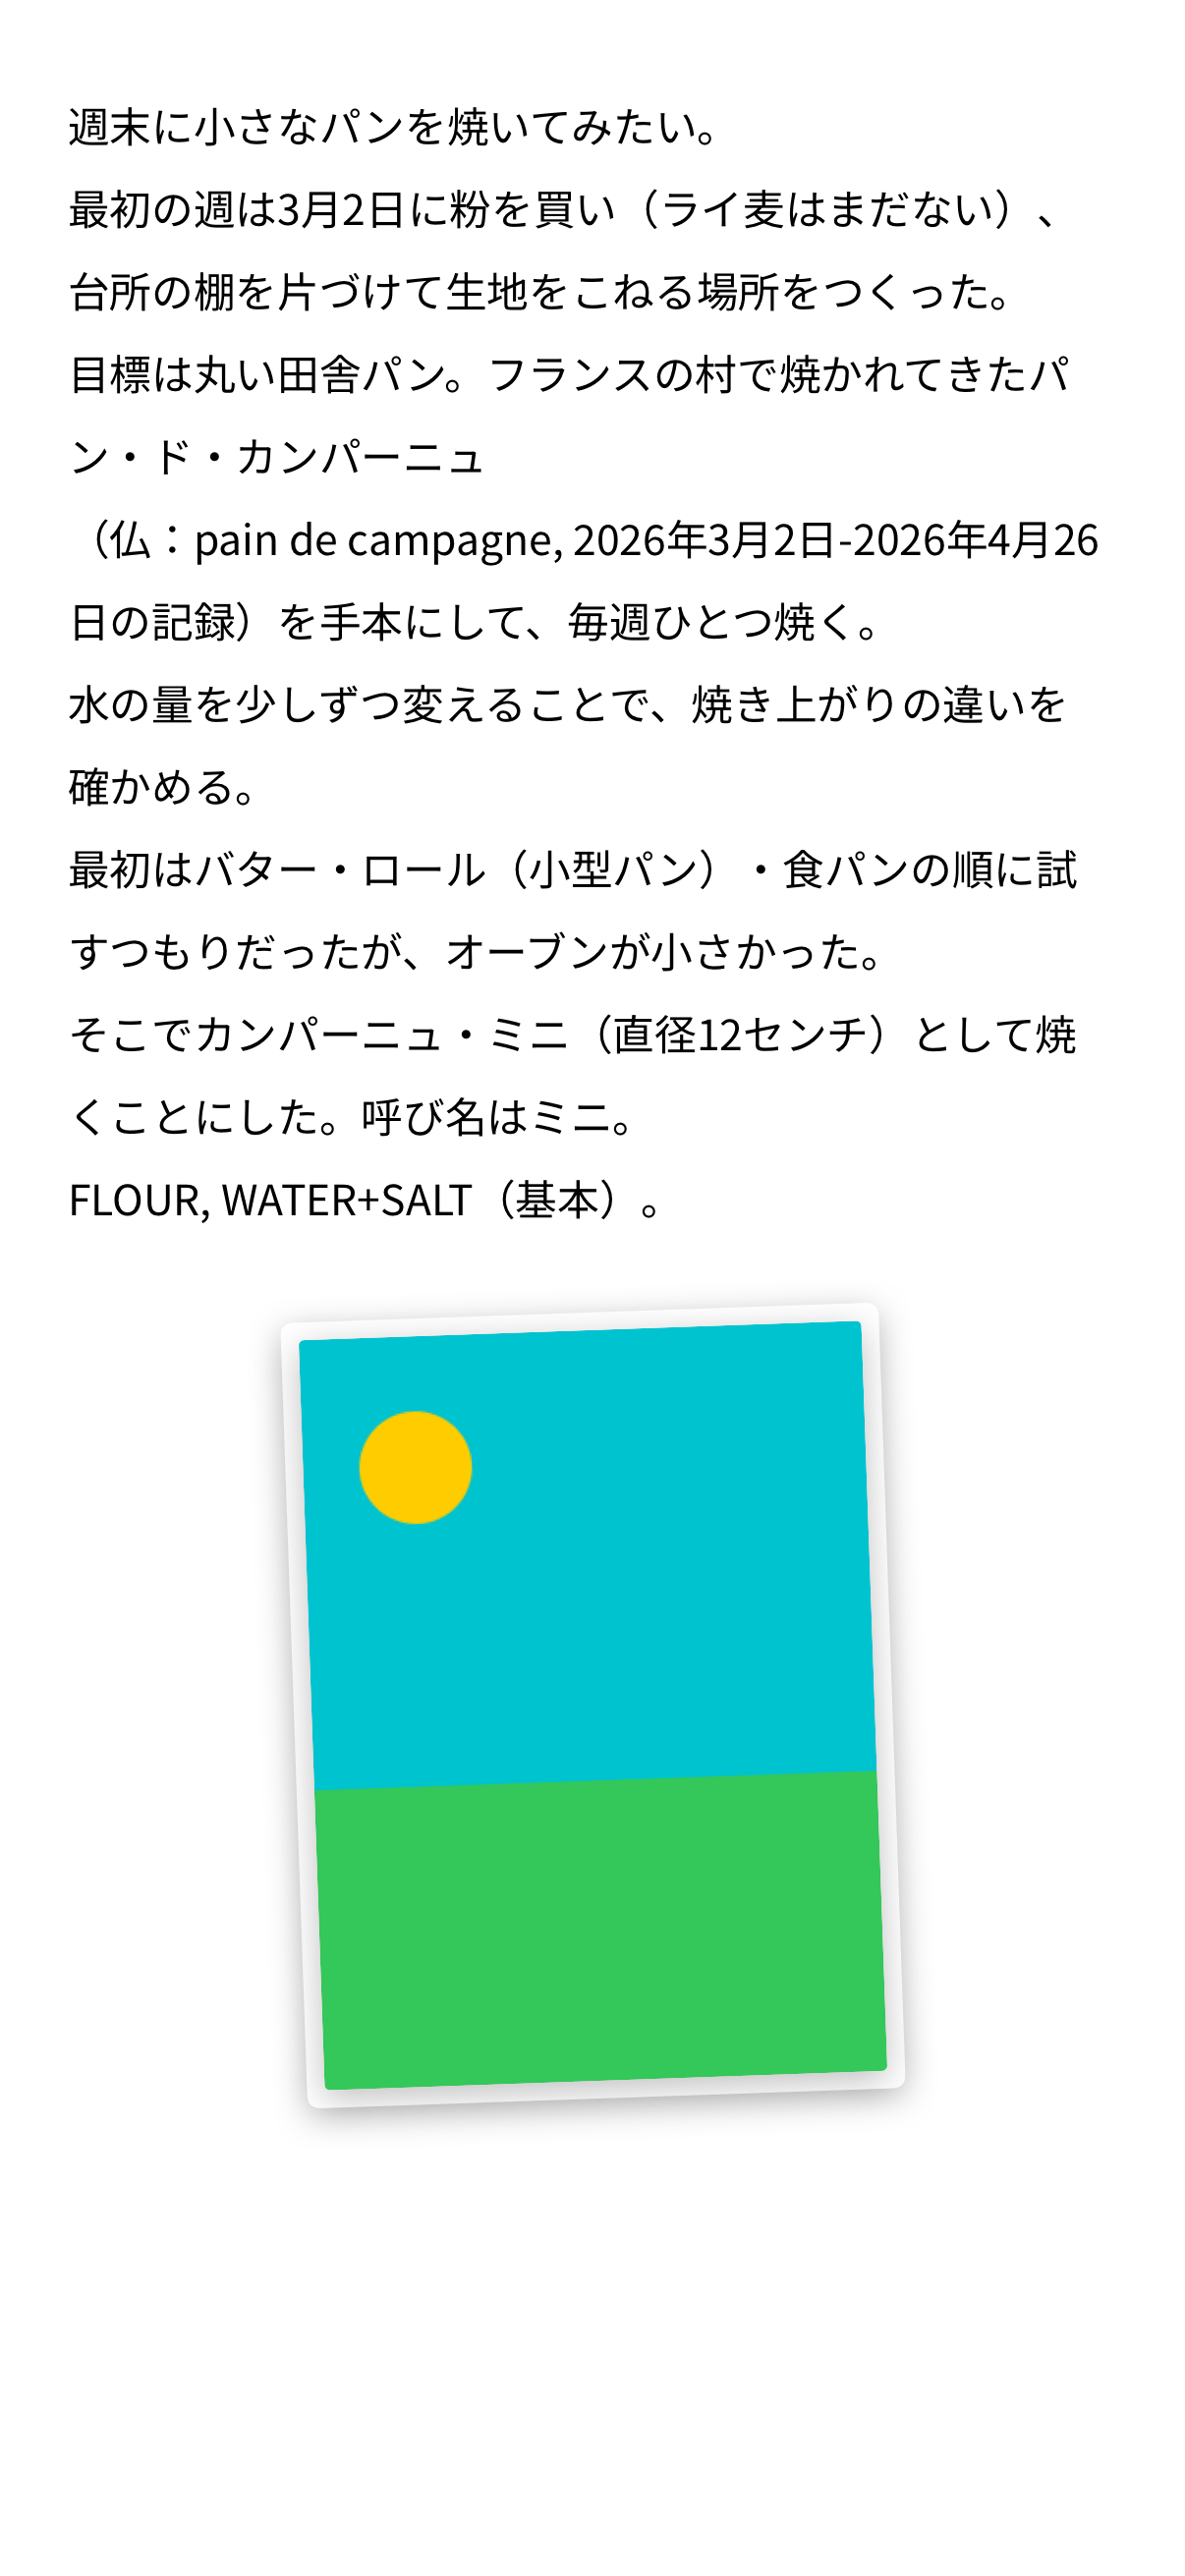 週末に小さなパンを焼いてみたい。
最初の週は3月2日に粉を買い（ライ麦はまだない）、
台所の棚を片づけて生地をこねる場所をつくった。
目標は丸い田舎パン。フランスの村で焼かれてきたパ
ン・ド・カンパーニュ
（仏：pain de campagne, 2026年3月2日-2026年4月26
日の記録）を手本にして、毎週ひとつ焼く。
水の量を少しずつ変えることで、焼き上がりの違いを
確かめる。
最初はバター・ロール（小型パン）・食パンの順に試
すつもりだったが、オーブンが小さかった。
そこでカンパーニュ・ミニ（直径12センチ）として焼
くことにした。呼び名はミニ。
FLOUR, WATER+SALT（基本）。